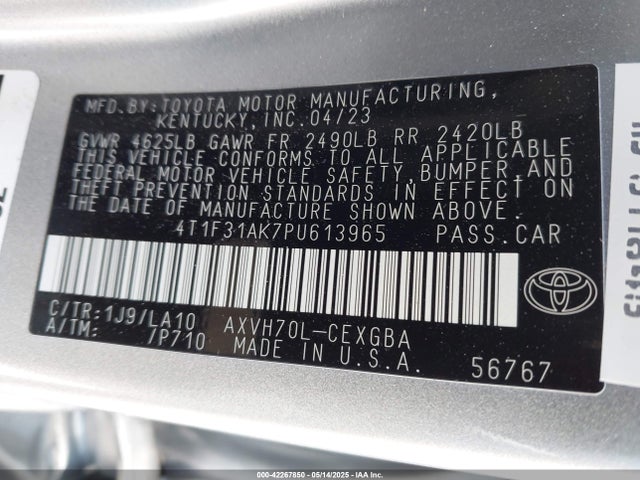 MFD. BY: TOYOTA MOTOR MANUFACTURING,
KENTUCKY, INC. 04/23
GVWR 4625LB GAWR FR 2490LB RR 2420LB
THIS VEHICLE CONFORMS TO ALL APPLICABLE
FEDERAL MOTOR VEHICLE SAFETY, BUMPER, AND
THEFT PREVENTION STANDARDS IN EFFECT ON
THE DATE OF MANUFACTURE SHOWN ABOVE.
4T1F31AK7PU613965 PASS.CAR
C/TR:1J9/LA10 AXVH70L-CEXGBA
A/TM: /P710 MADE IN U.S.A. 56767
000-42267850 05/14/2025 IAA Inc.